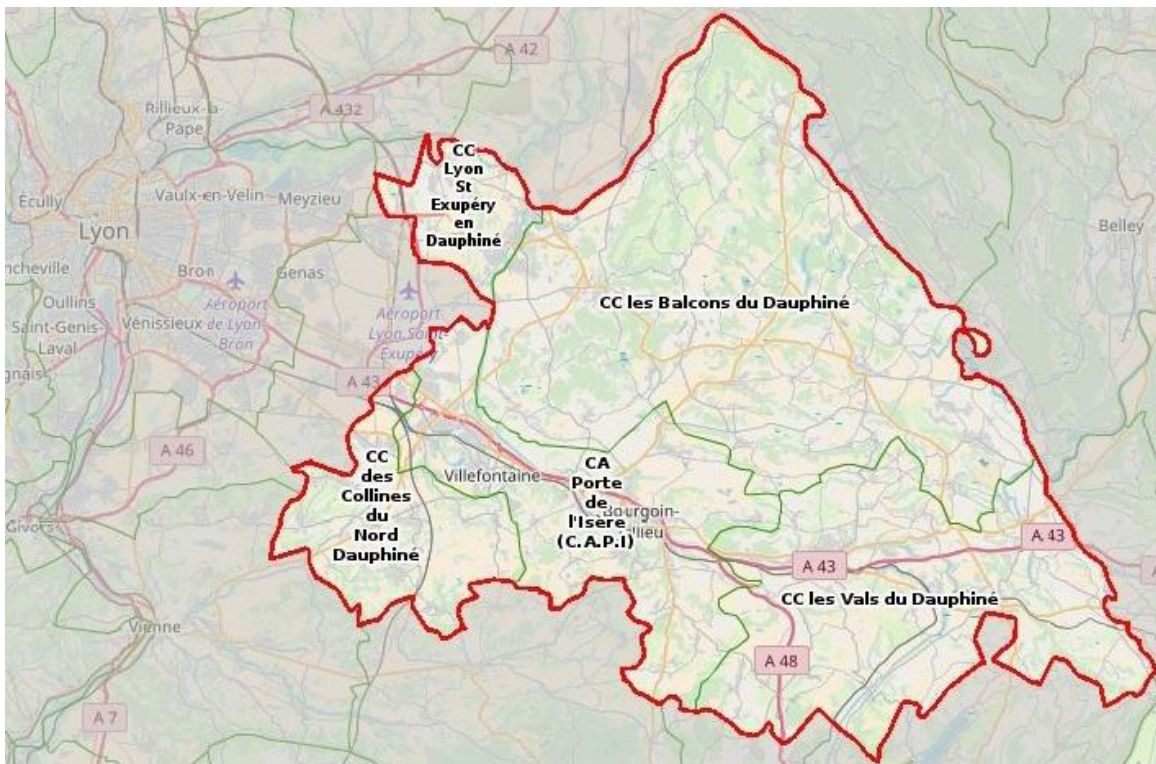 A 42
A 432
Rillieux-la-
Pape
CC
Lyon
St
Exupéry
en
Dauphiné
Écully
Vaulx-en-Velin
Meyzieu
Lyon
Belley
ncheville
Bron
Genas
Oullins
Aéroport
de Lyon
Bron
Aéroport
Lyon Saint-
Exupéry
CC les Balcons du Dauphiné
Saint-Genis-
Laval
Vénissieux
gnais
A 43
A 46
CC
des
Collines
du
Nord
Dauphiné
Villefontaine
CA
Porte
de
l'Isère
(C.A.P.I)
Bourgoin-
llieu
Givors
A 43
A 43
A
CC les Vals du Dauphiné
Vienne
A 48
A 7